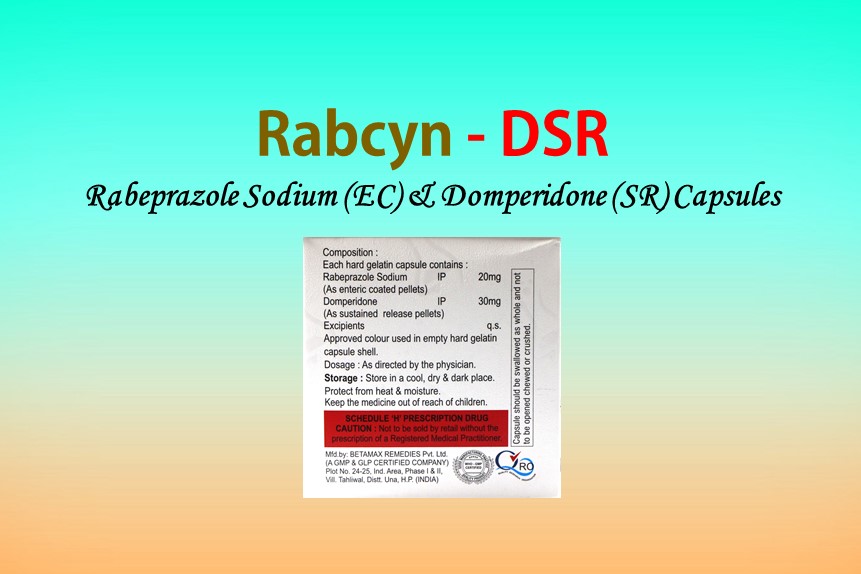 Rabcyn - DSR
Rabeprazole Sodium (EC) & Domperidone (SR) Capsules
Composition :
Each hard gelatin capsule contains :
Rabeprazole Sodium IP 20mg
(As enteric coated pellets)
Domperidone IP 30mg
(As sustained release pellets)
Excipients q.s.
Approved colour used in empty hard gelatin
capsule shell.
Dosage : As directed by the physician.
Storage : Store in a cool, dry & dark place.
Protect from heat & moisture.
Keep the medicine out of reach of children.
SCHEDULE 'H' PRESCRIPTION DRUG
CAUTION : Not to be sold by retail without the
prescription of a Registered Medical Practitioner.
Mfd.by: BETAMAX REMEDIES Pvt. Ltd.
(A GMP & GLP CERTIFIED COMPANY)
Plot No. 24-25, Ind. Area, Phase I & II,
Vill. Tahliwal, Distt. Una, H.P. (INDIA)
WHO - GMP
CERTIFIED
QRO
Capsule should be swallowed as whole and not
to be opened chewed or crushed.